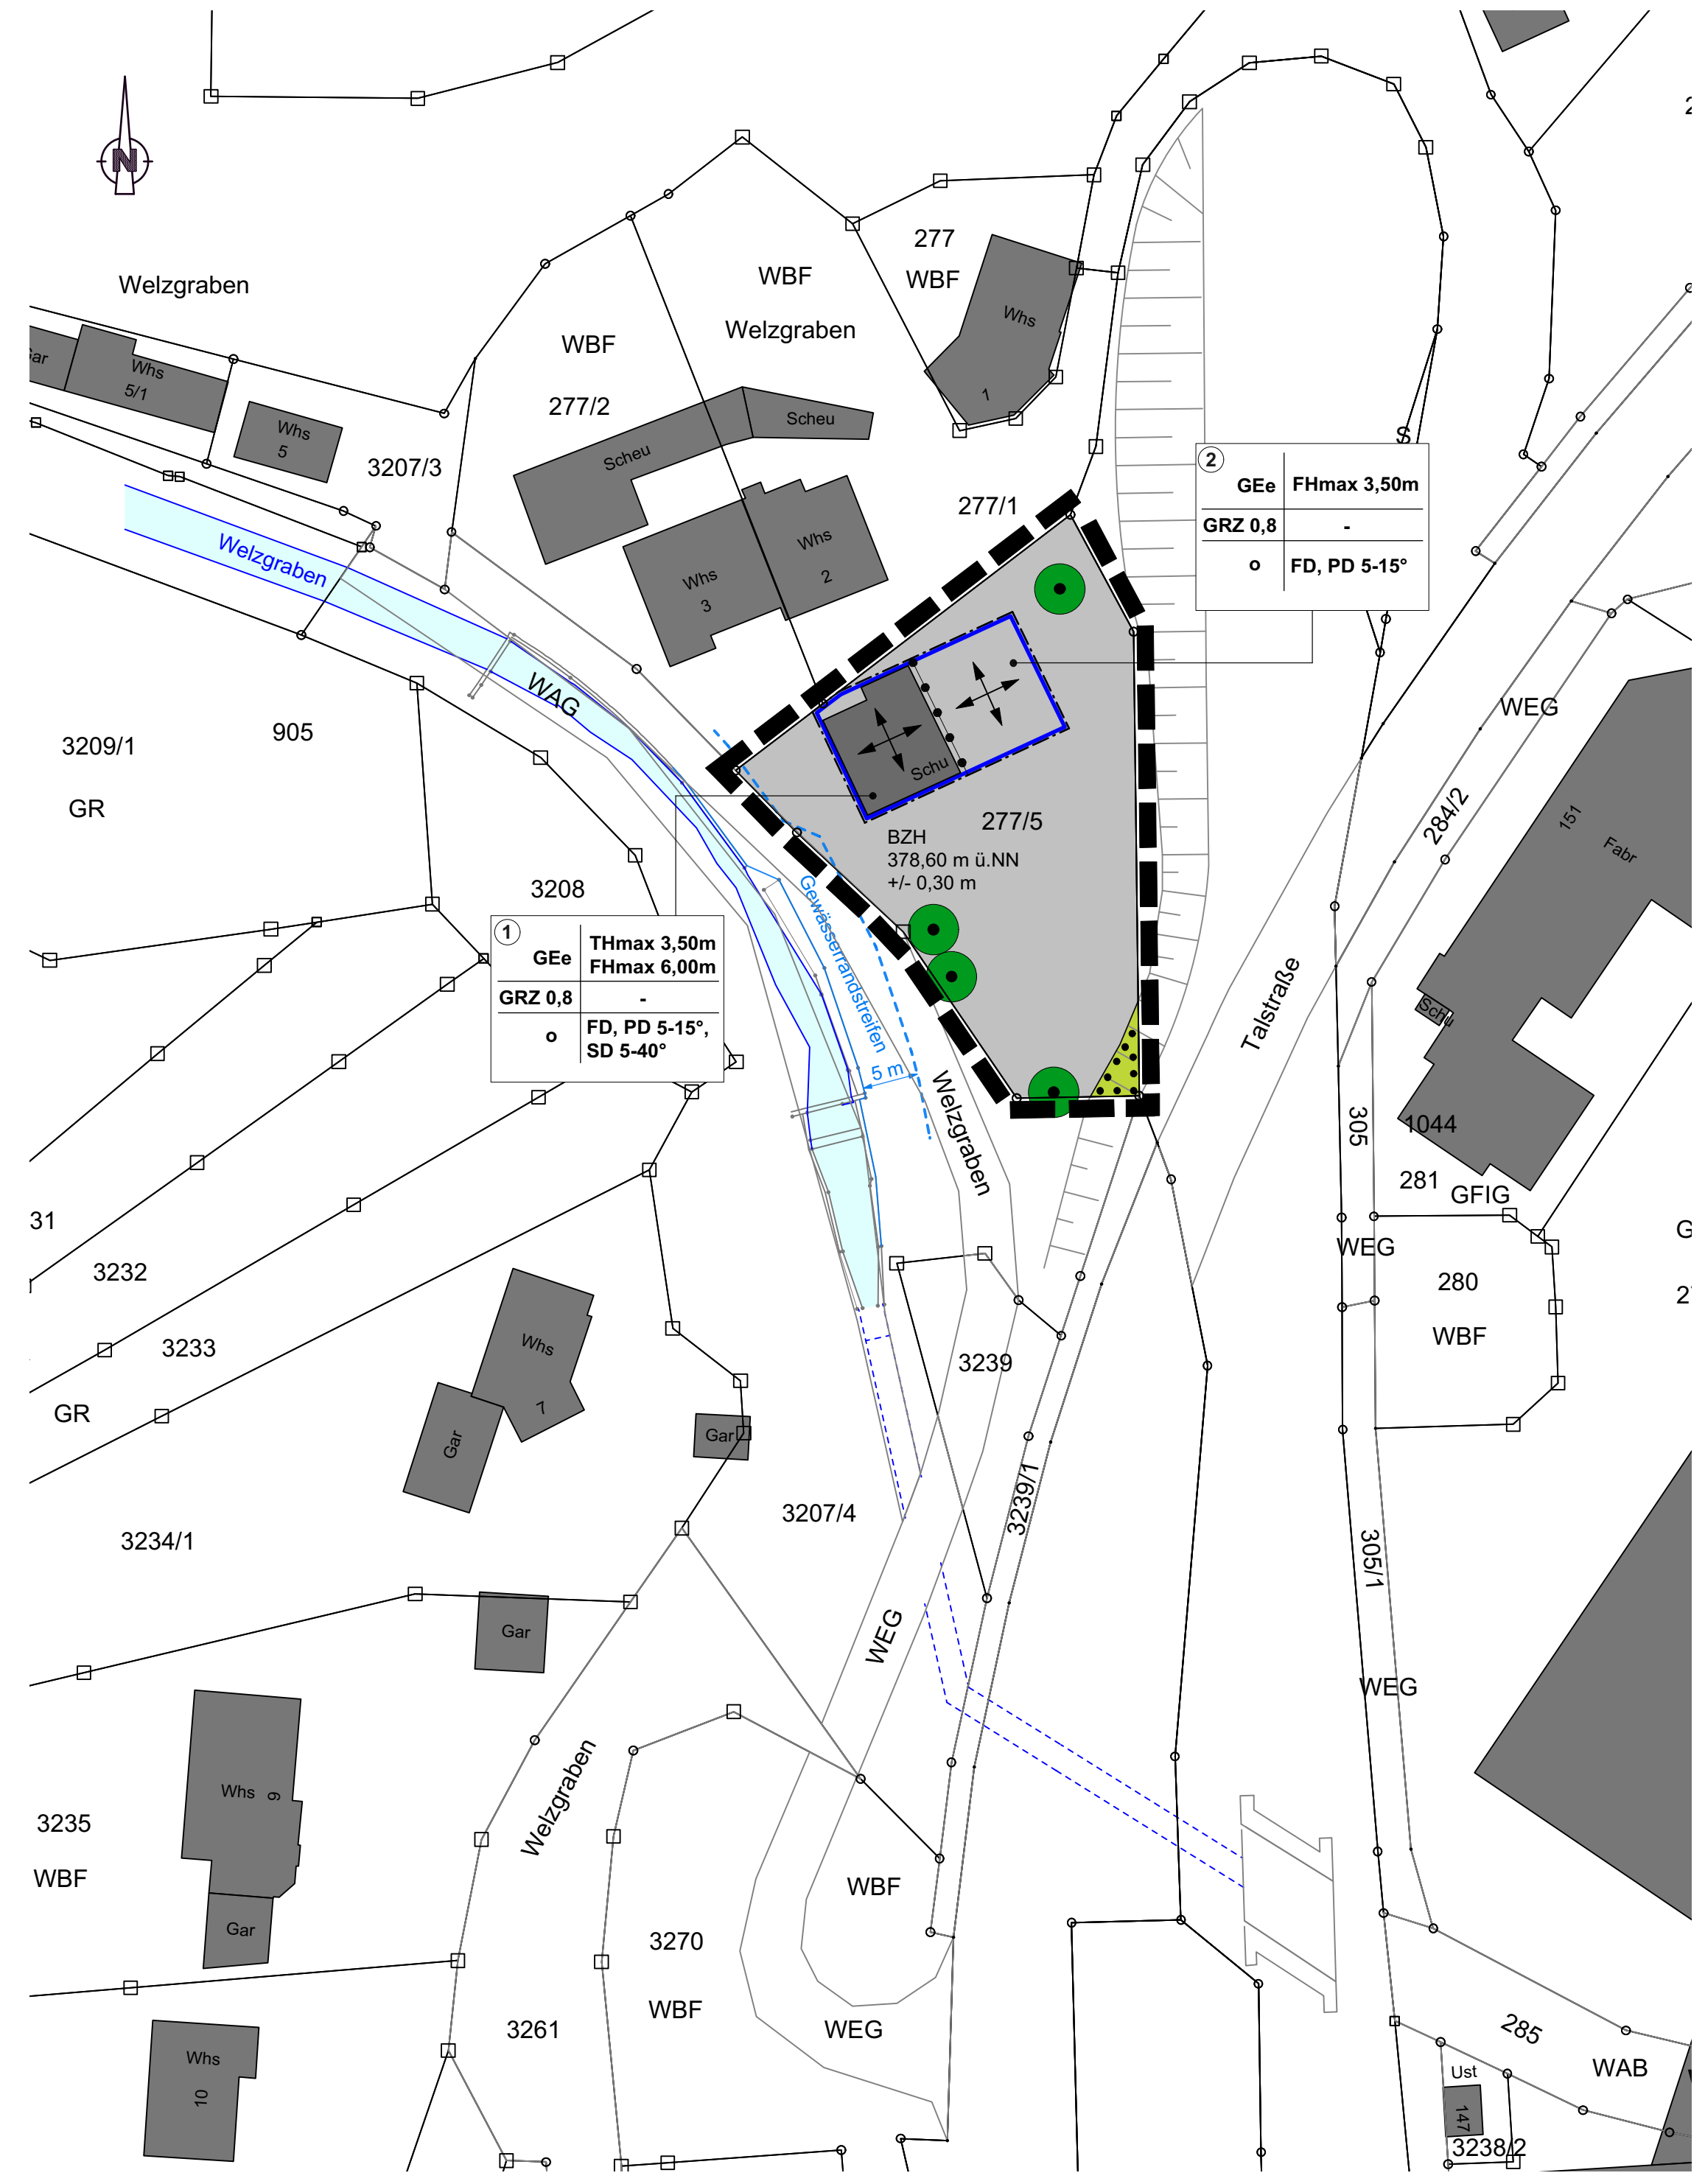 N
Welzgraben
277
WBF
WBF
Welzgraben
WBF
277/2
Whs
1
ar
Whs
5/1
Whs
5
3207/3
Scheu
Scheu
277/1
Whs
2
Whs
3
S
2
GEe
FHmax 3,50m
GRZ 0,8
-
o
FD, PD 5-15°
Welzgraben
WAG
905
3209/1
GR
WEG
Schu
277/5
BZH
378,60 m ü.NN
+/- 0,30 m
284/2
151
Fabr
3208
Gewässerrandstreifen
5 m
1
GEe
THmax 3,50m
FHmax 6,00m
GRZ 0,8
-
o
FD, PD 5-15°,
SD 5-40°
Talstraße
Schu
Welzgraben
305
1044
281
GFIG
31
WEG
G
3232
280
2
WBF
3233
3239
GR
Whs
7
Gar
Gar
3234/1
3207/4
3239/1
305/1
Gar
WEG
WEG
Whs
9
Welzgraben
3235
WBF
WBF
Gar
3270
WBF
3261
WEG
285
WAB
Whs
10
Ust
147
3238/2